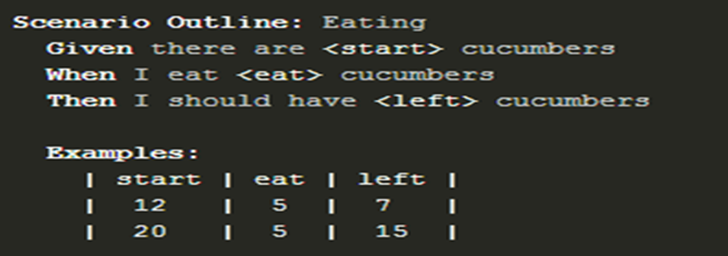 Scenario Outline: Eating
Given there are <start> cucumbers
When I eat <eat> cucumbers
Then I should have <left> cucumbers
Examples:
| start | eat | left |
| 12 | 5 | 7 |
| 20 | 5 | 15 |